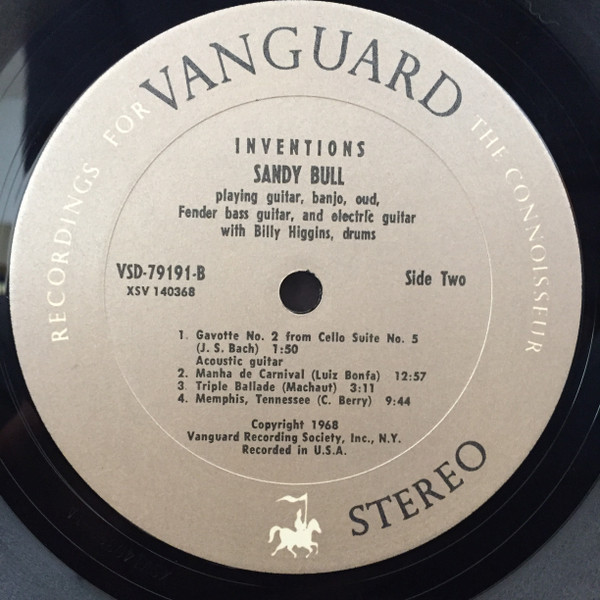 RECORDINGS FOR VANGUARD THE CONNOISSEUR
INVENTIONS
SANDY BULL
playing guitar, banjo, oud,
Fender bass guitar, and electric guitar
with Billy Higgins, drums
VSD-79191-B
XSV 140368
Side Two
1. Gavotte No. 2 from Cello Suite No. 5
(J. S. Bach) 1:50
Acoustic guitar
2. Manha de Carnival (Luiz Bonfa) 12:57
3. Triple Ballade (Machaut) 3:11
4. Memphis, Tennessee (C. Berry) 9:44
Copyright 1968
Vanguard Recording Society, Inc., N.Y.
Recorded in U.S.A.
STEREO